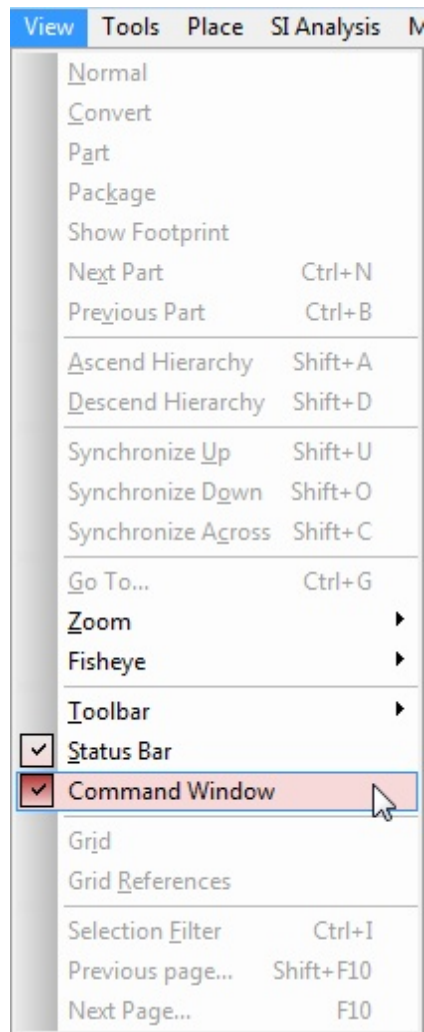 View Tools Place SI Analysis
Normal
Convert
Part
Package
Show Footprint
Next Part Ctrl+N
Previous Part Ctrl+B
Ascend Hierarchy Shift+A
Descend Hierarchy Shift+D
Synchronize Up Shift+U
Synchronize Down Shift+O
Synchronize Across Shift+C
Go To... Ctrl+G
Zoom
Fisheye
Toolbar
Status Bar
Command Window
Grid
Grid References
Selection Filter Ctrl+I
Previous page... Shift+F10
Next Page... F10